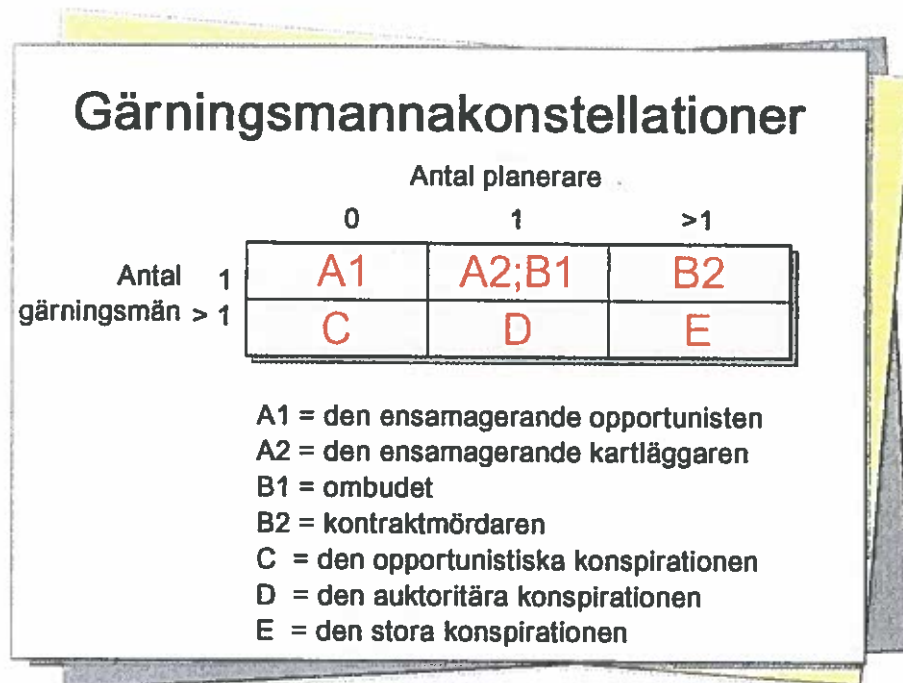 Gärningsmannakonstellationer
Antal planerare
0 1 >1
Antal 1 A1 A2;B1 B2
gärningsmän > 1 C D E
A1 = den ensamagerande opportunisten
A2 = den ensamagerande kartläggaren
B1 = ombudet
B2 = kontraktmördaren
C = den opportunistiska konspirationen
D = den auktoritära konspirationen
E = den stora konspirationen